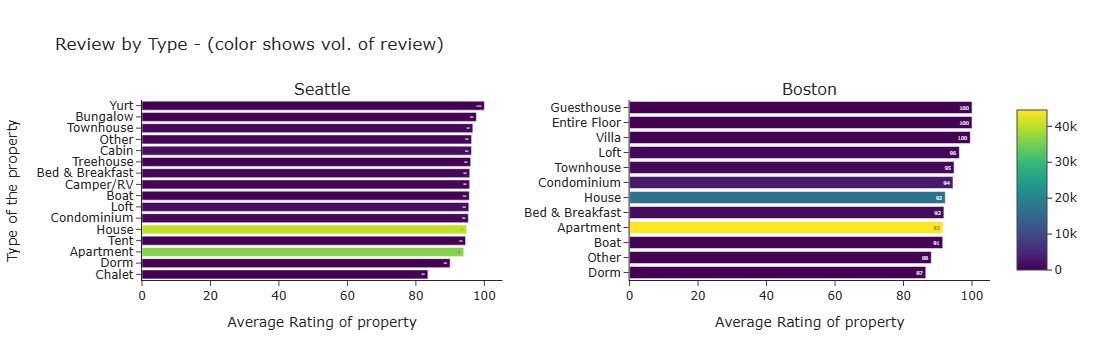 Review by Type - (color shows vol. of review)
Seattle
Type of the property
Yurt
Bungalow
Townhouse
Other
Cabin
Treehouse
Bed & Breakfast
Camper/RV
Boat
Loft
Condominium
House
Tent
Apartment
Dorm
Chalet
0 20 40 60 80 100
Average Rating of property
Boston
Guesthouse 100
Entire Floor 100
Villa 100
Loft 96
Townhouse 95
Condominium 94
House 92
Bed & Breakfast 92
Apartment 92
Boat 91
Other 88
Dorm 87
0 20 40 60 80 100
Average Rating of property
40k
30k
20k
10k
0